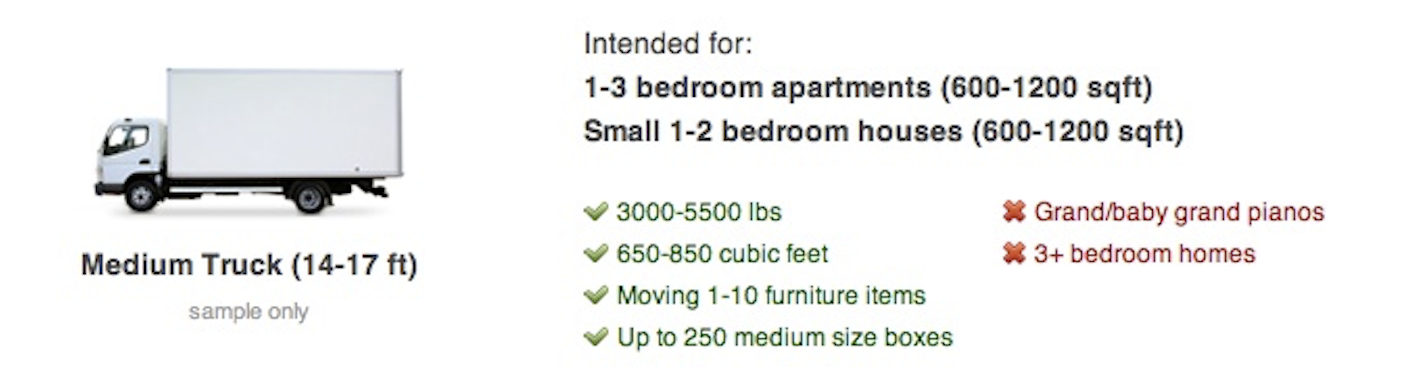 Intended for:
1-3 bedroom apartments (600-1200 sqft)
Small 1-2 bedroom houses (600-1200 sqft)
3000-5500 lbs
650-850 cubic feet
Moving 1-10 furniture items
Up to 250 medium size boxes
Grand/baby grand pianos
3+ bedroom homes
Medium Truck (14-17 ft)
sample only